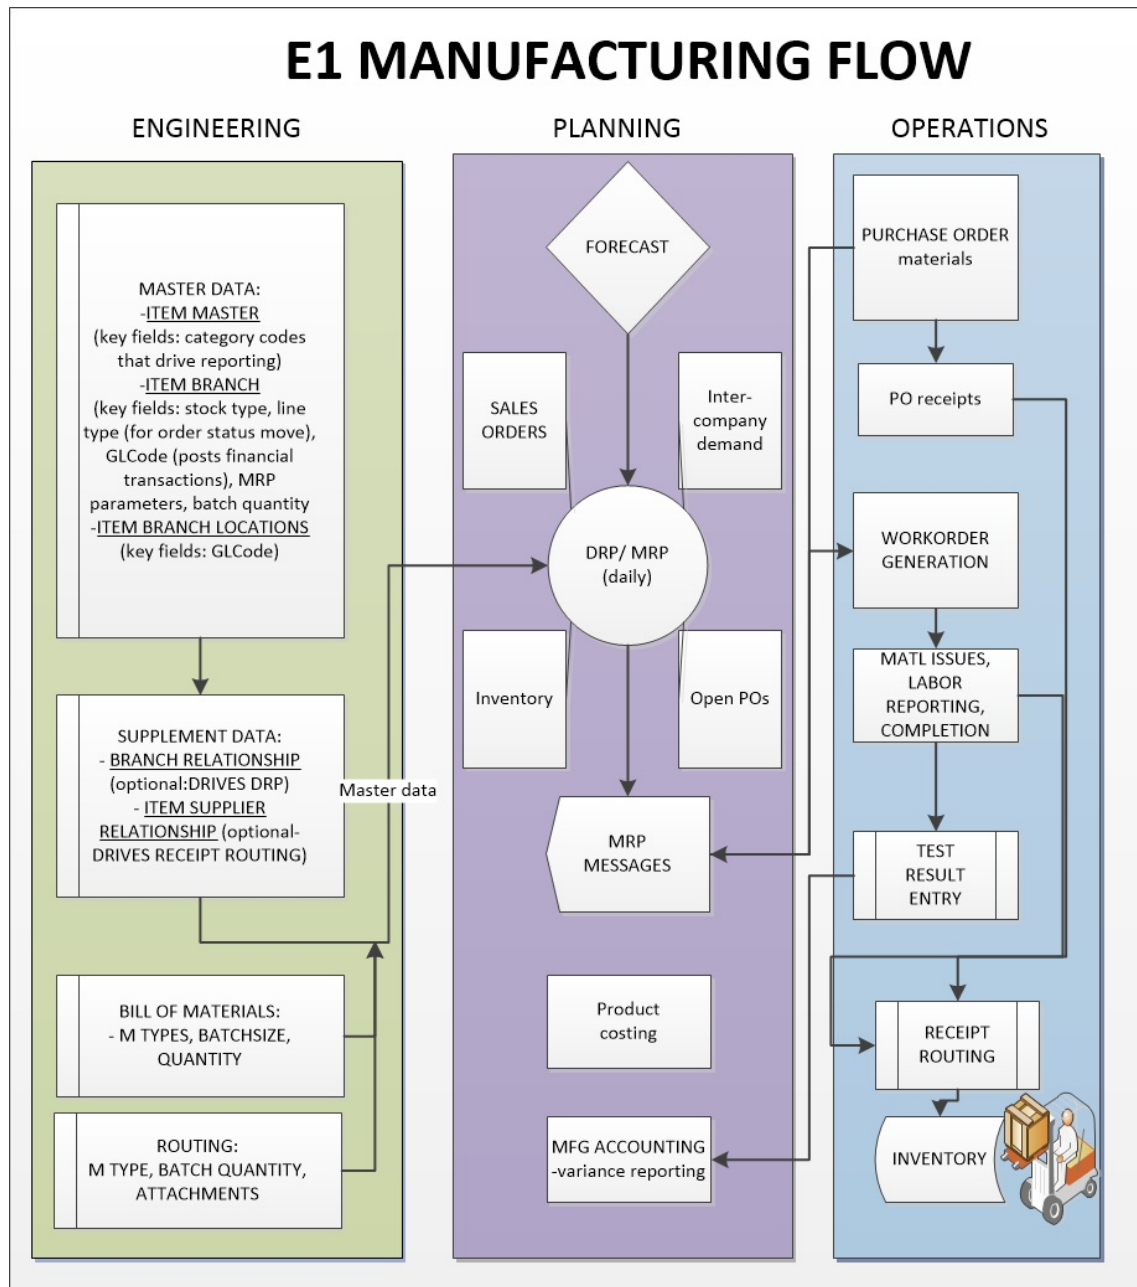 E1 MANUFACTURING FLOW
ENGINEERING
MASTER DATA:
-ITEM MASTER
(key fields: category codes
that drive reporting)
-ITEM BRANCH
(key fields: stock type, line
type (for order status move),
GLCode (posts financial
transactions), MRP
parameters, batch quantity
-ITEM BRANCH LOCATIONS
(key fields: GLCode)
SUPPLEMENT DATA:
- BRANCH RELATIONSHIP
(optional:DRIVES DRP)
- ITEM SUPPLIER
RELATIONSHIP (optional-
DRIVES RECEIPT ROUTING)
Master data
BILL OF MATERIALS:
- M TYPES, BATCHSIZE,
QUANTITY
ROUTING:
M TYPE, BATCH QUANTITY,
ATTACHMENTS
PLANNING
FORECAST
SALES
ORDERS
Inter-
company
demand
DRP/ MRP
(daily)
Inventory
Open POs
MRP
MESSAGES
Product
costing
MFG ACCOUNTING
-variance reporting
OPERATIONS
PURCHASE ORDER
materials
PO receipts
WORKORDER
GENERATION
MATL ISSUES,
LABOR
REPORTING,
COMPLETION
TEST
RESULT
ENTRY
RECEIPT
ROUTING
INVENTORY